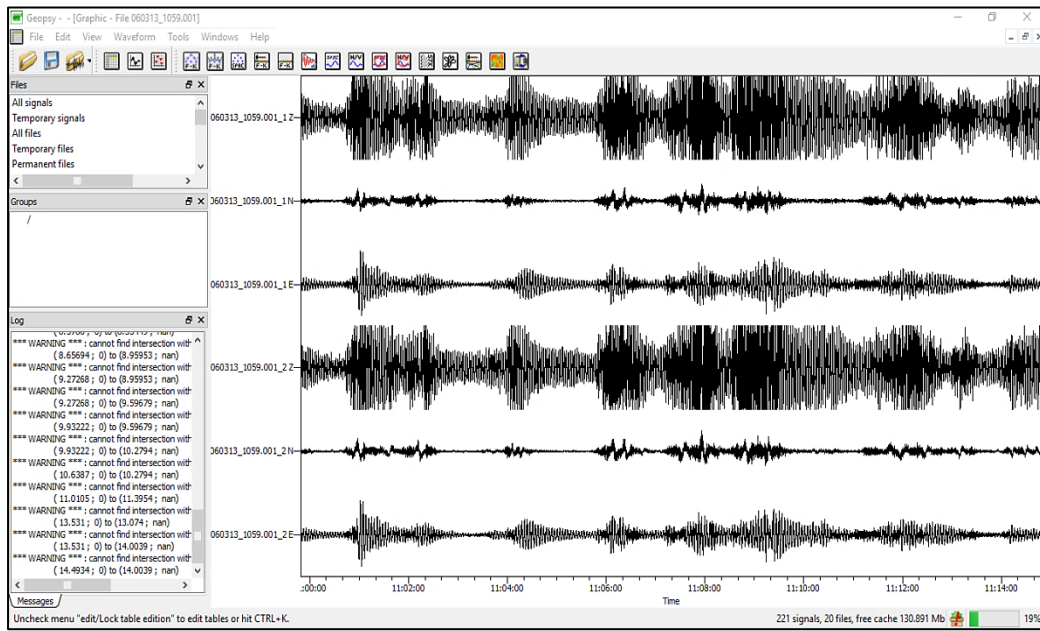 Geopsy - - [Graphic - File 060313_1059.001]
File Edit View Waveform Tools Windows Help
Files
All signals
Temporary signals
All files
Temporary files
Permanent files
Groups
/
Log
*** WARNING *** : cannot find intersection with
( 8.65694 ; 0) to (8.95953 ; nan)
*** WARNING *** : cannot find intersection with
( 9.27268 ; 0) to (8.95953 ; nan)
*** WARNING *** : cannot find intersection with
( 9.27268 ; 0) to (9.59679 ; nan)
*** WARNING *** : cannot find intersection with
( 9.93222 ; 0) to (9.59679 ; nan)
*** WARNING *** : cannot find intersection with
( 9.93222 ; 0) to (10.2794 ; nan)
*** WARNING *** : cannot find intersection with
( 10.6387 ; 0) to (10.2794 ; nan)
*** WARNING *** : cannot find intersection with
( 11.0105 ; 0) to (11.3954 ; nan)
*** WARNING *** : cannot find intersection with
( 13.531 ; 0) to (13.074 ; nan)
*** WARNING *** : cannot find intersection with
( 13.531 ; 0) to (14.0039 ; nan)
*** WARNING *** : cannot find intersection with
( 14.4934 ; 0) to (14.0039 ; nan)
Messages
060313_1059.001_1 Z
060313_1059.001_1 N
060313_1059.001_1 E
060313_1059.001_2 Z
060313_1059.001_2 N
060313_1059.001_2 E
:00:00 11:02:00 11:04:00 11:06:00 11:08:00 11:10:00 11:12:00 11:14:00
Time
Uncheck menu "edit/Lock table edition" to edit tables or hit CTRL+K.
221 signals, 20 files, free cache 130.891 Mb 19%